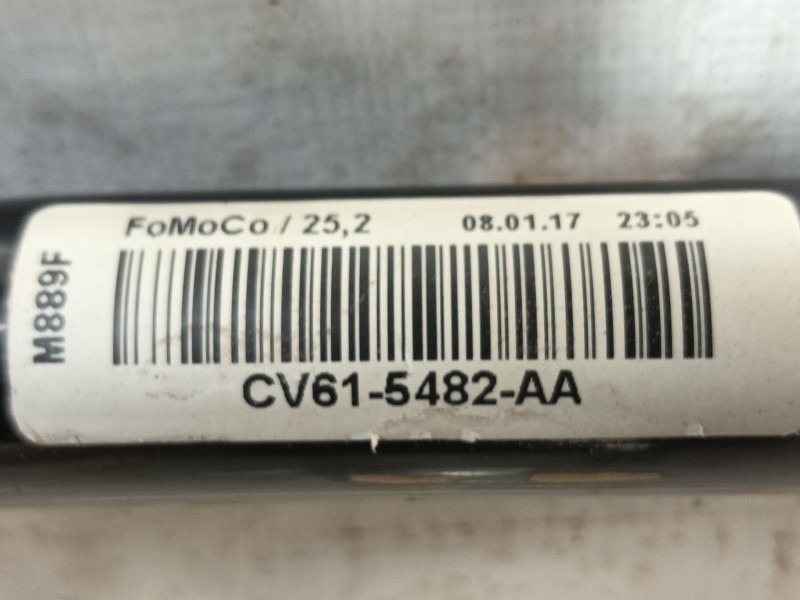 FoMoCo / 25,2 08.01.17 23:05
M889F
CV61-5482-AA